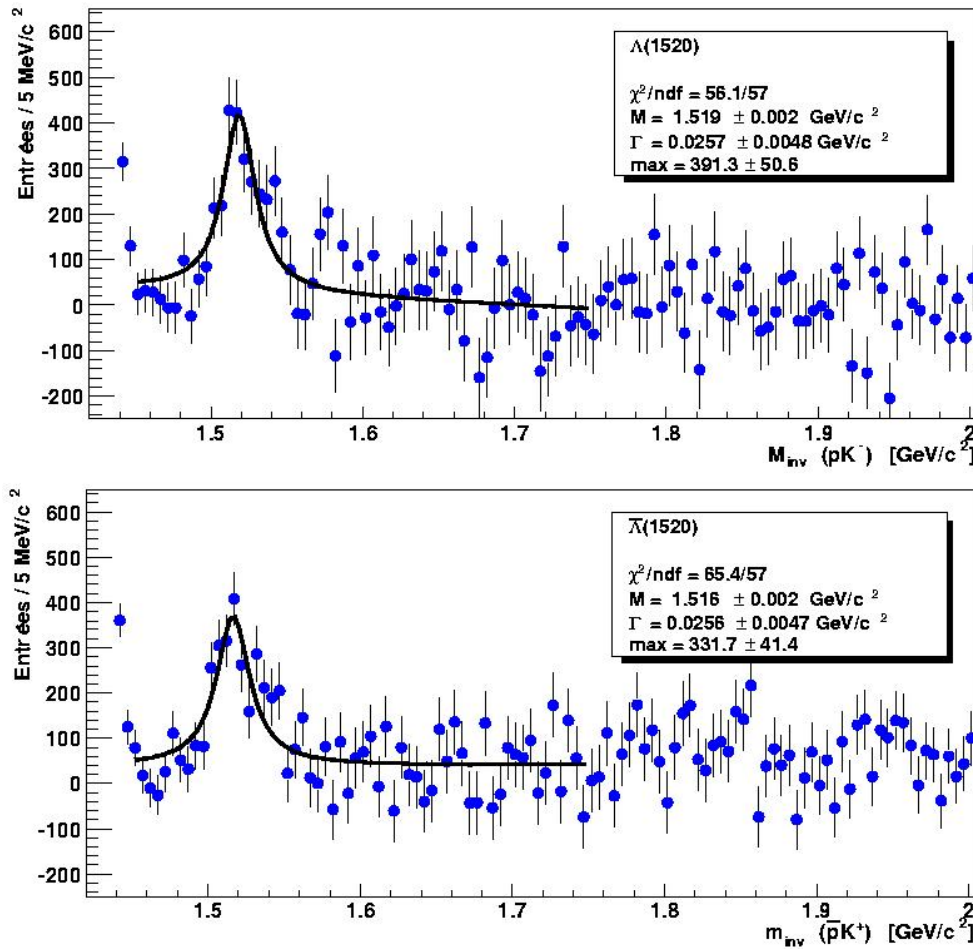 Entrées / 5 MeV/c²
600
500
400
300
200
100
0
-100
-200
Λ(1520)
χ²/ndf = 56.1/57
M = 1.519 ± 0.002 GeV/c ²
Γ = 0.0257 ± 0.0048 GeV/c ²
max = 391.3 ± 50.6
1.5 1.6 1.7 1.8 1.9 2
M_inv (pK⁻) [GeV/c²]
Entrées / 5 MeV/c²
600
500
400
300
200
100
0
-100
-200
Λ̅(1520)
χ²/ndf = 65.4/57
M = 1.516 ± 0.002 GeV/c ²
Γ = 0.0256 ± 0.0047 GeV/c ²
max = 331.7 ± 41.4
1.5 1.6 1.7 1.8 1.9 2
m_inv (p̅K⁺) [GeV/c²]